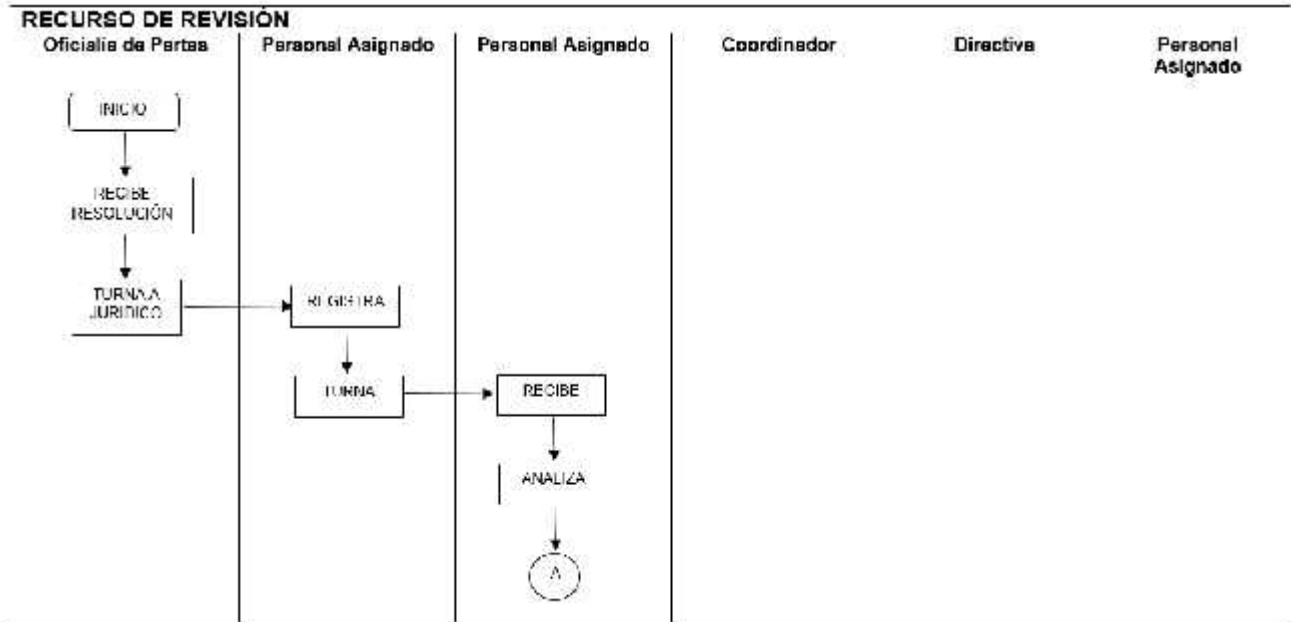 RECURSO DE REVISIÓN
Oficialia de Partes
Personal Asignado
Personal Asignado
Coordinador
Directiva
Personal
Asignado
INICIO
RECIBE
RESOLUCIÓN
TURNA A
JURIDICO
REGISTRA
TURNA
RECIBE
ANALIZA
A